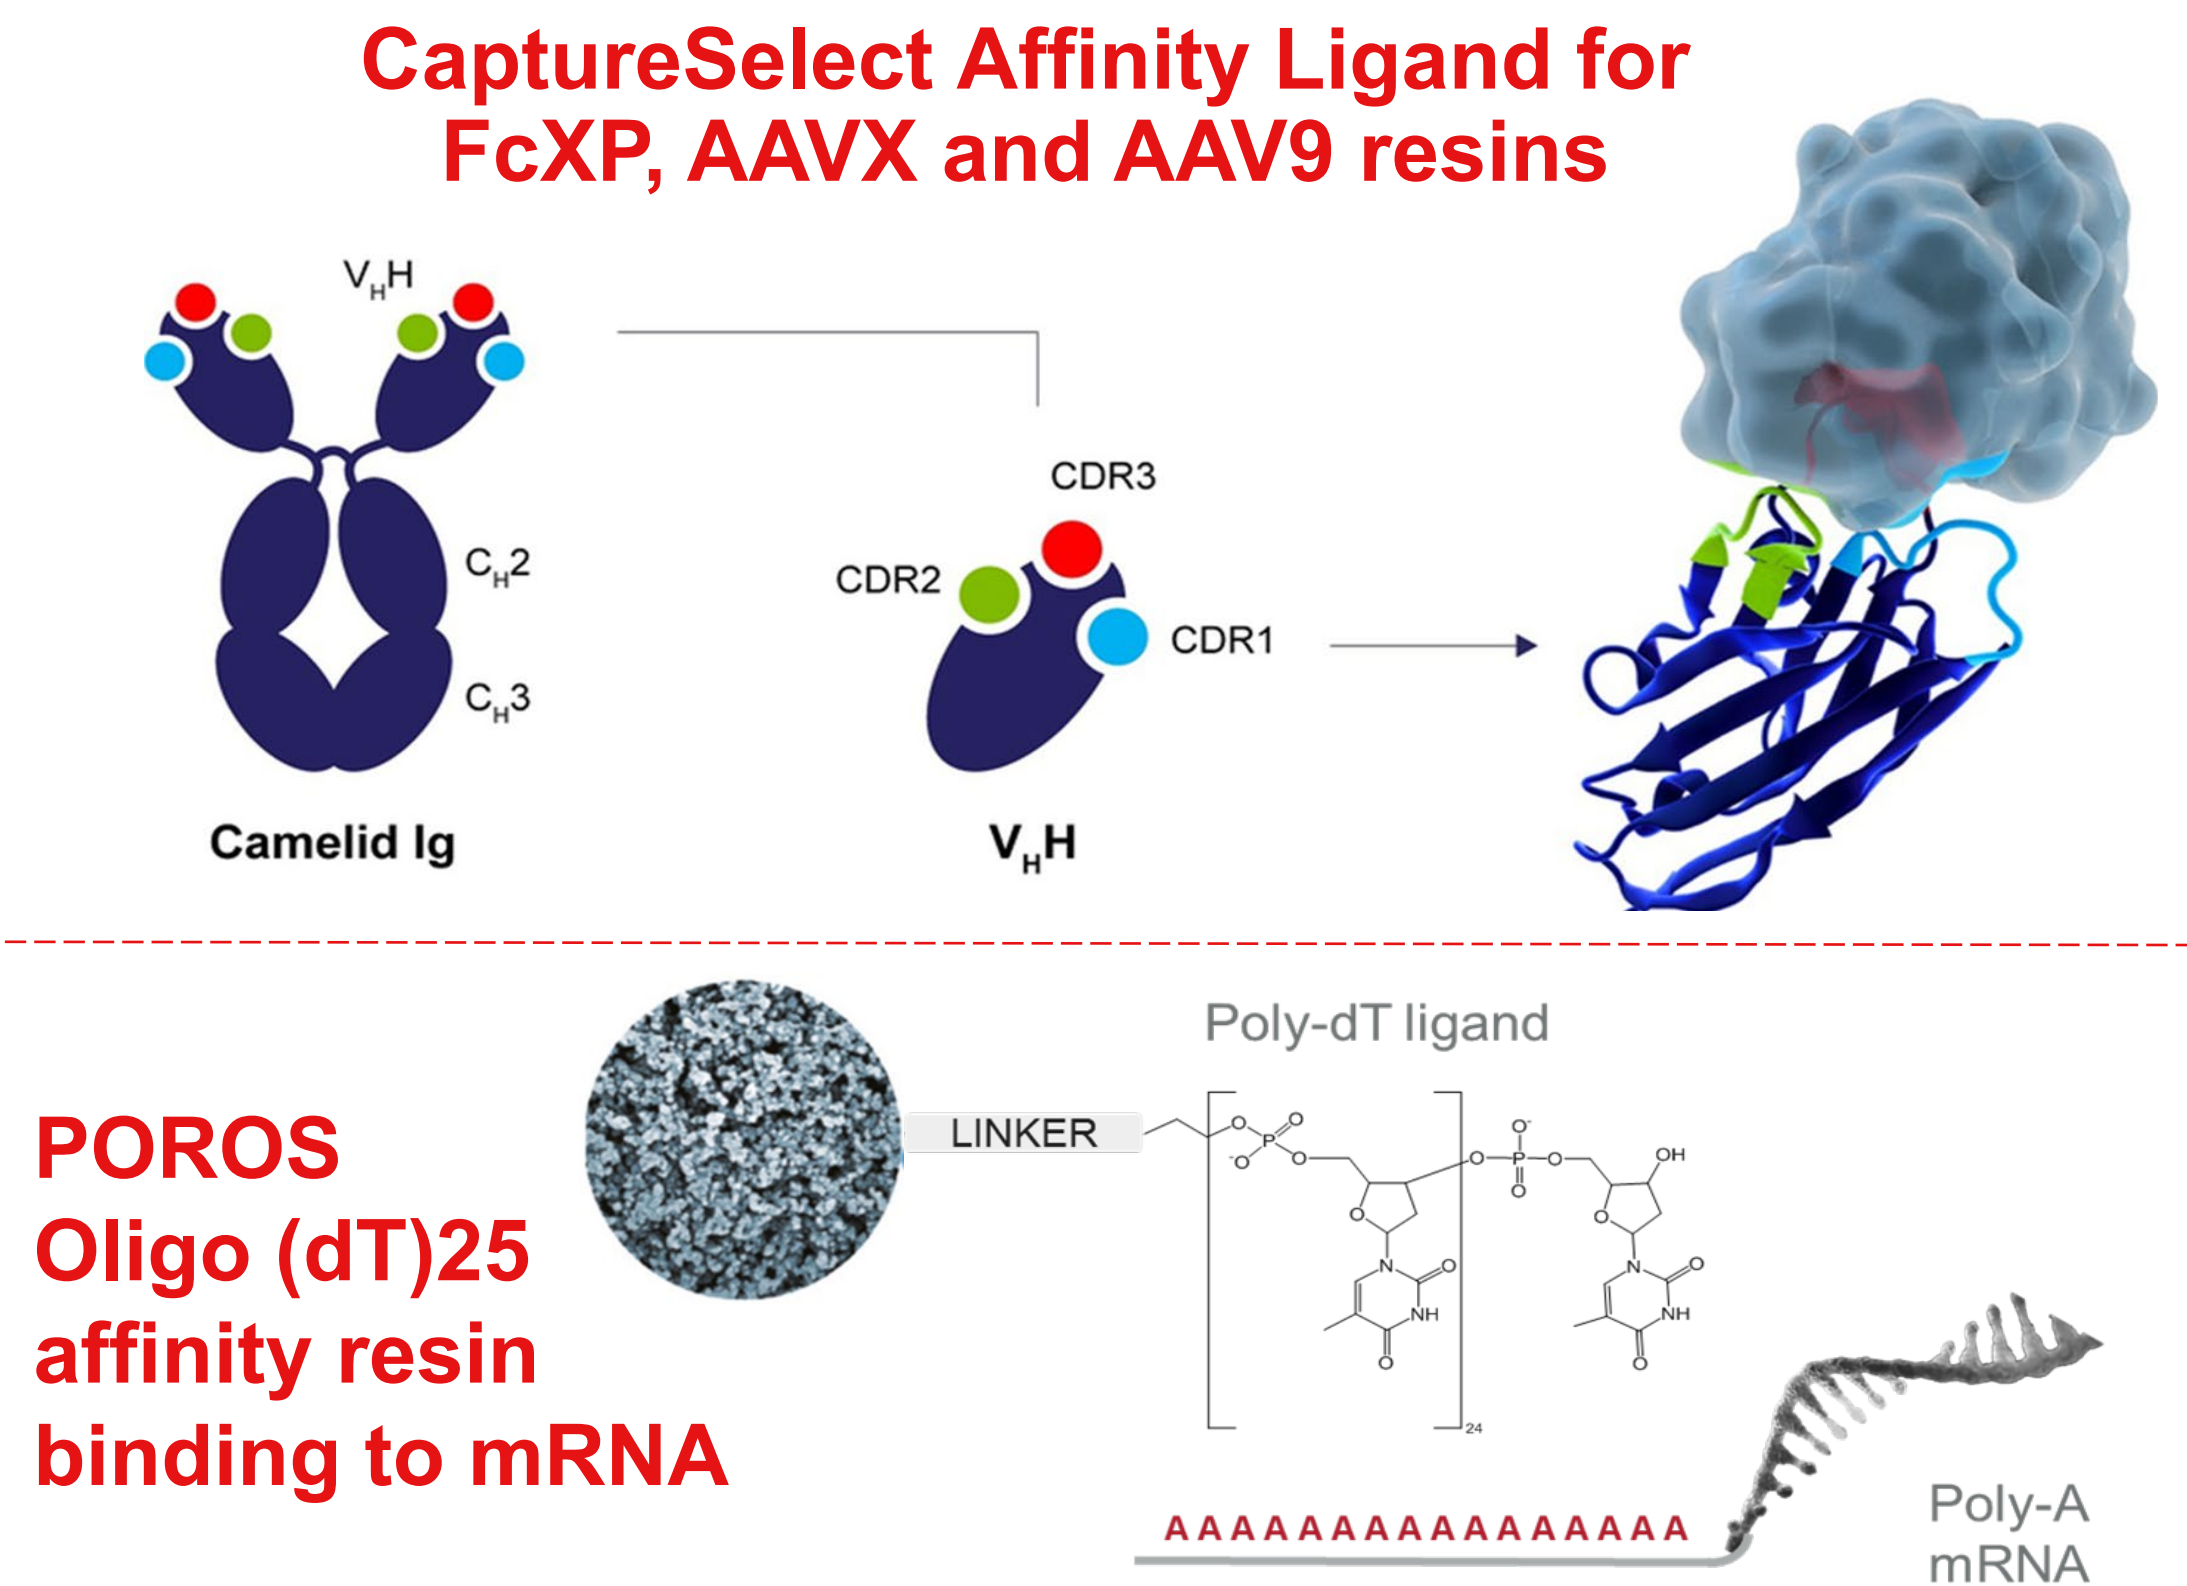 CaptureSelect Affinity Ligand for
FcXP, AAVX and AAV9 resins
VHH
CH2
CH3
Camelid Ig
CDR3
CDR2
CDR1
VHH
POROS
Oligo (dT)25
affinity resin
binding to mRNA
LINKER
Poly-dT ligand
O
P
O
-O
O
O
N
O
NH
O
24
O
O-
P
O
O
OH
O
N
O
NH
O
A A A A A A A A A A A A A A A A
Poly-A
mRNA